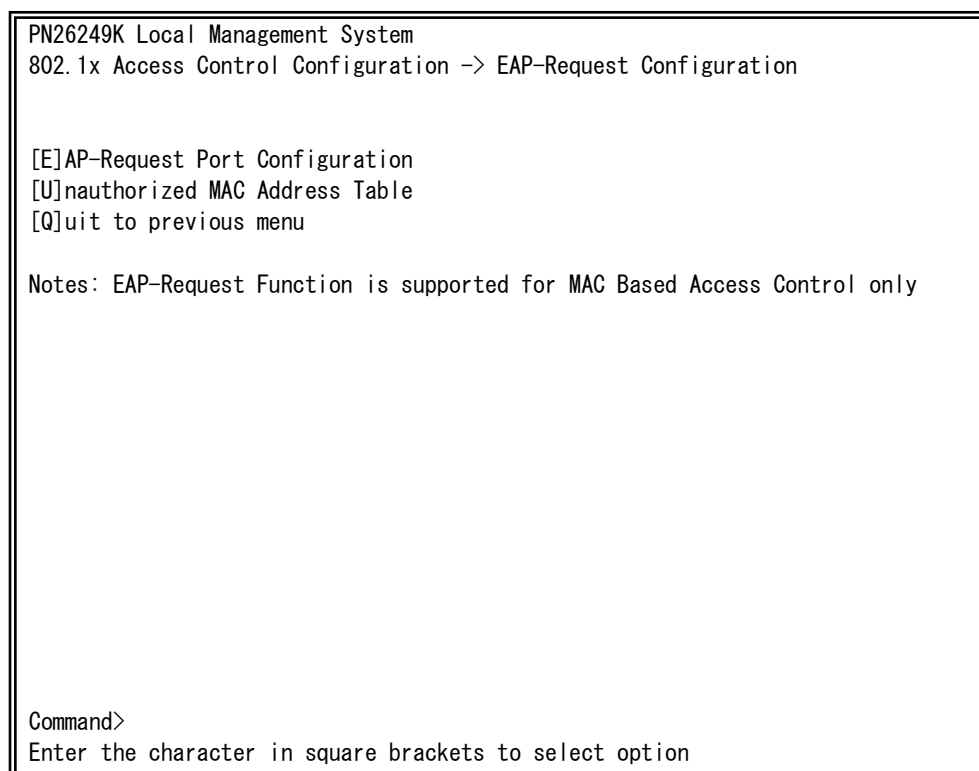 PN26249K Local Management System
802.1x Access Control Configuration -> EAP-Request Configuration
[E]AP-Request Port Configuration
[U]nauthorized MAC Address Table
[Q]uit to previous menu
Notes: EAP-Request Function is supported for MAC Based Access Control only
Command>
Enter the character in square brackets to select option